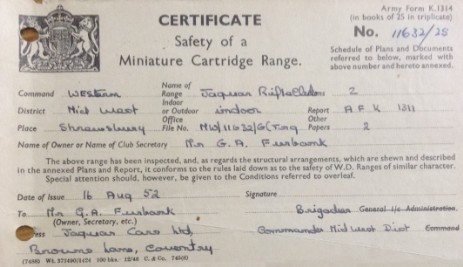 Army Form K.1314
(in books of 25 in triplicate)
CERTIFICATE
Safety of a
Miniature Cartridge Range.
No. 11632/25
Schedule of Plans and Documents
referred to below, marked with
above number and hereto annexed.
Command Western Name of Range Jaguar Rifle 2
District Mid West Indoor or Outdoor indoor Report A F K 1311
Place Shrewsbury Office File No. Other Papers 2
Name of Owner or Name of Club Secretary Mr G. A.
The above range has been inspected, and, as regards the structural arrangements, which are shewn and described
in the annexed Plans and Report, it conforms to the rules laid down as to the safety of W.D. Ranges of similar character.
Special attention should, however, be given to the Conditions referred to overleaf.
Date of Issue 16 Aug 52 Signature
To Mr G. A. Brigadier General i/c Administration.
(Owner, Secretary, etc.)
ress Jaguar Cars Ltd, Commander Mid West Dist Command
Browns Lane, Coventry